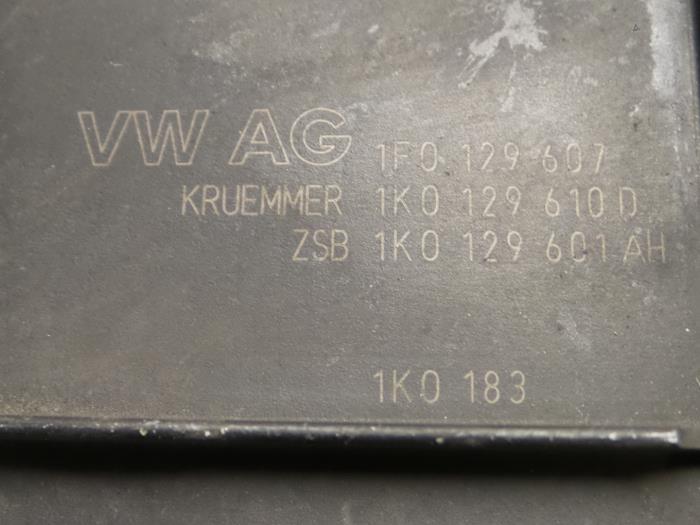 VW AG 1F0 129 607
KRUEMMER 1K0 129 610 D
ZSB 1K0 129 601 AH
1K0 183